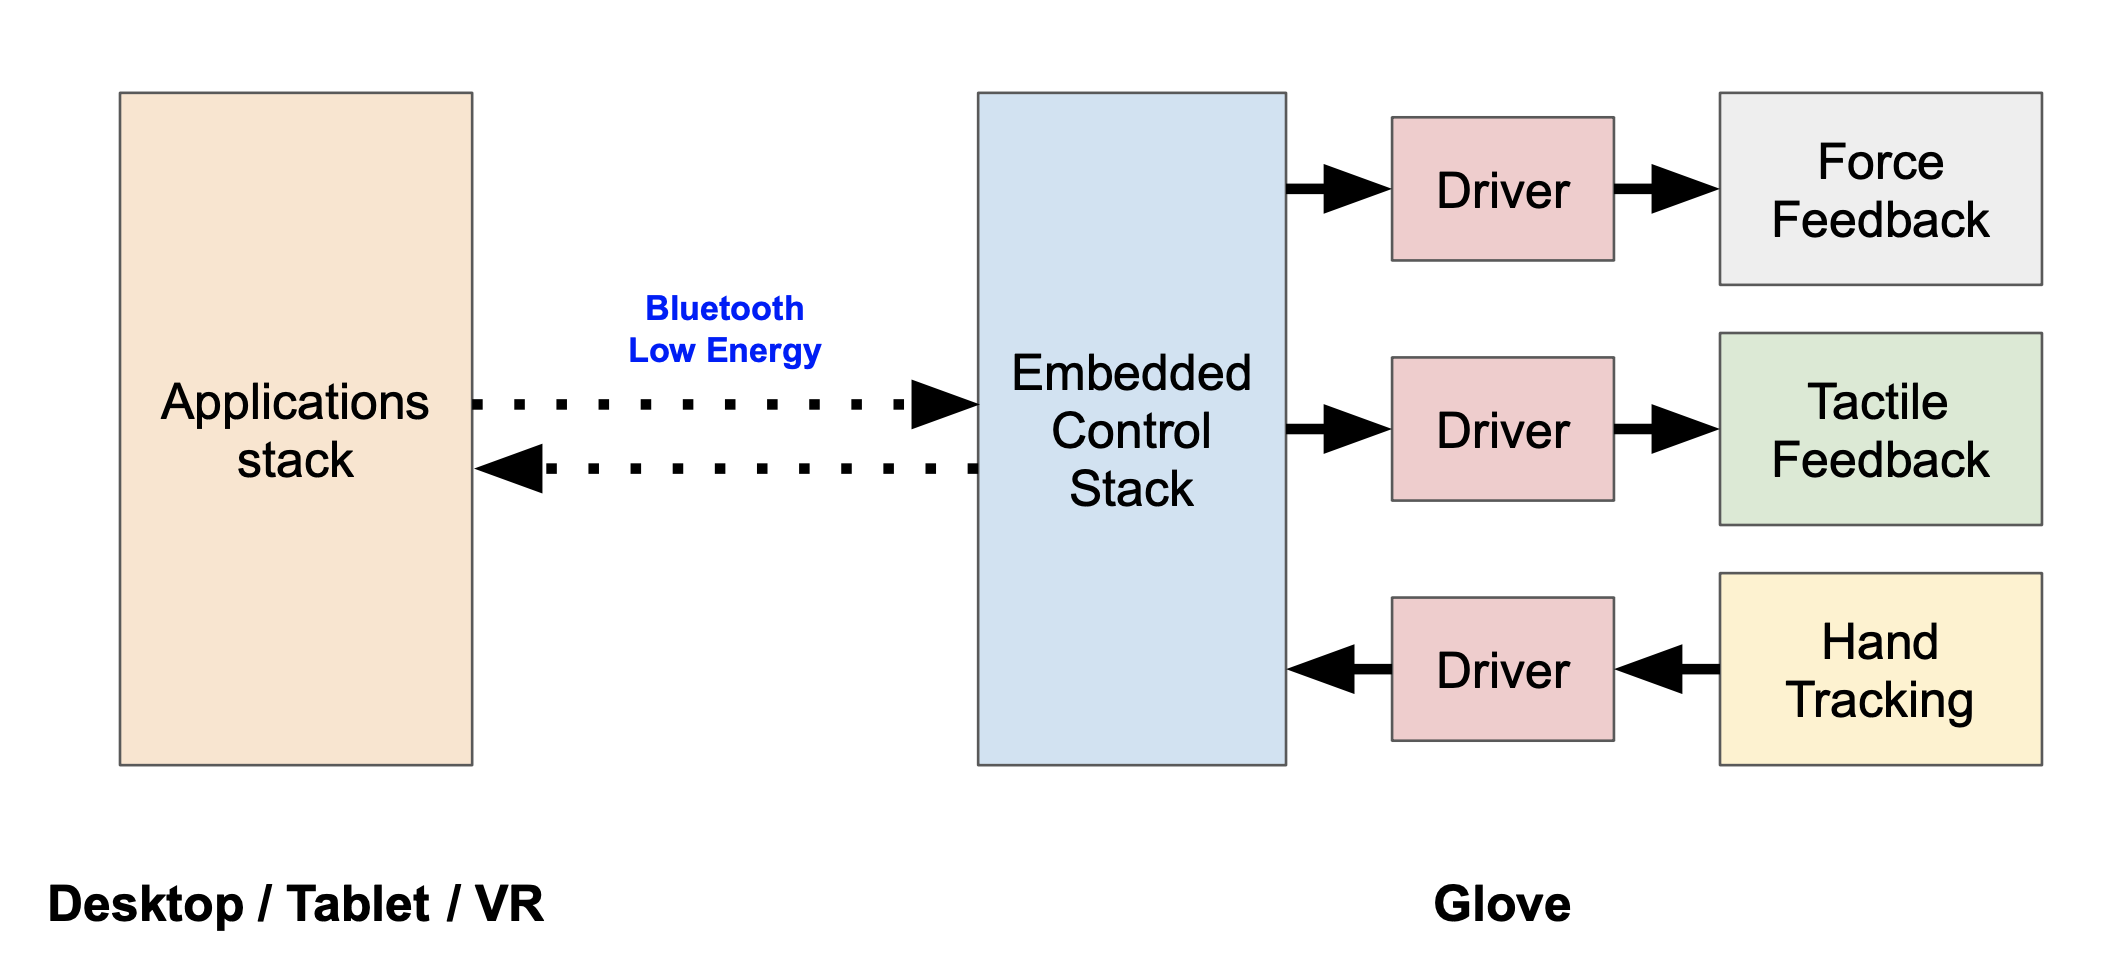 Applications
stack
Bluetooth
Low Energy
Embedded
Control
Stack
Driver
Force
Feedback
Driver
Tactile
Feedback
Driver
Hand
Tracking
Desktop / Tablet / VR
Glove